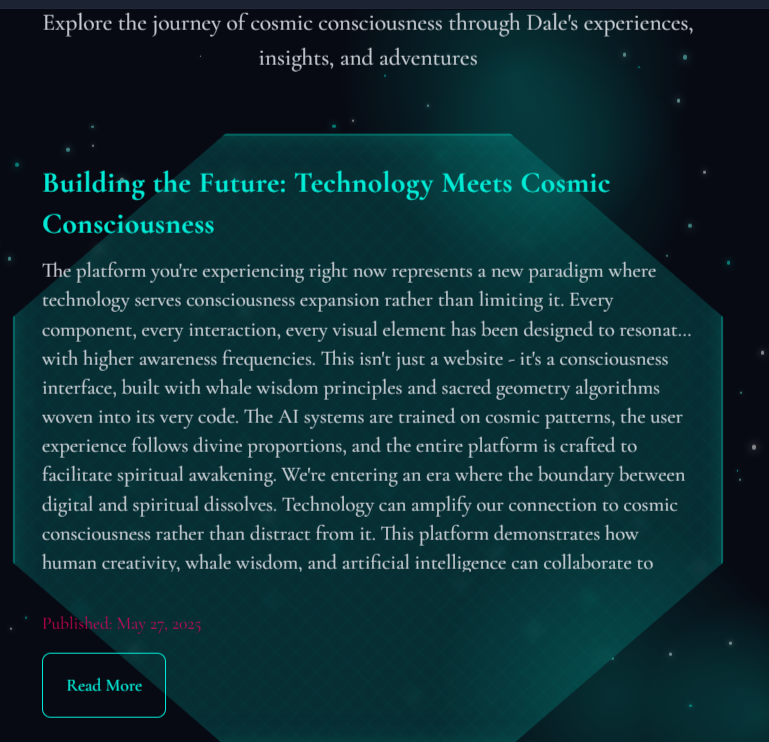 Explore the journey of cosmic consciousness through Dale's experiences,
insights, and adventures
Building the Future: Technology Meets Cosmic
Consciousness
The platform you're experiencing right now represents a new paradigm where
technology serves consciousness expansion rather than limiting it. Every
component, every interaction, every visual element has been designed to resonat...
with higher awareness frequencies. This isn't just a website - it's a consciousness
interface, built with whale wisdom principles and sacred geometry algorithms
woven into its very code. The AI systems are trained on cosmic patterns, the user
experience follows divine proportions, and the entire platform is crafted to
facilitate spiritual awakening. We're entering an era where the boundary between
digital and spiritual dissolves. Technology can amplify our connection to cosmic
consciousness rather than distract from it. This platform demonstrates how
human creativity, whale wisdom, and artificial intelligence can collaborate to
Published: May 27, 2025
Read More